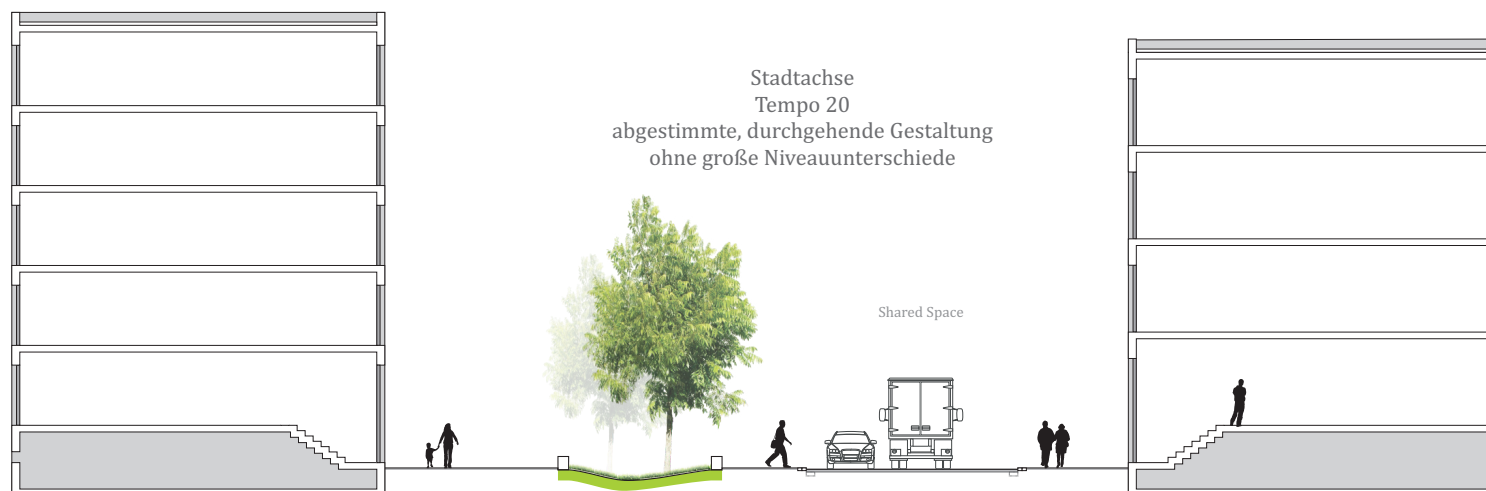 Stadtachse
Tempo 20
abgestimmte, durchgehende Gestaltung
ohne große Niveauunterschiede
Shared Space